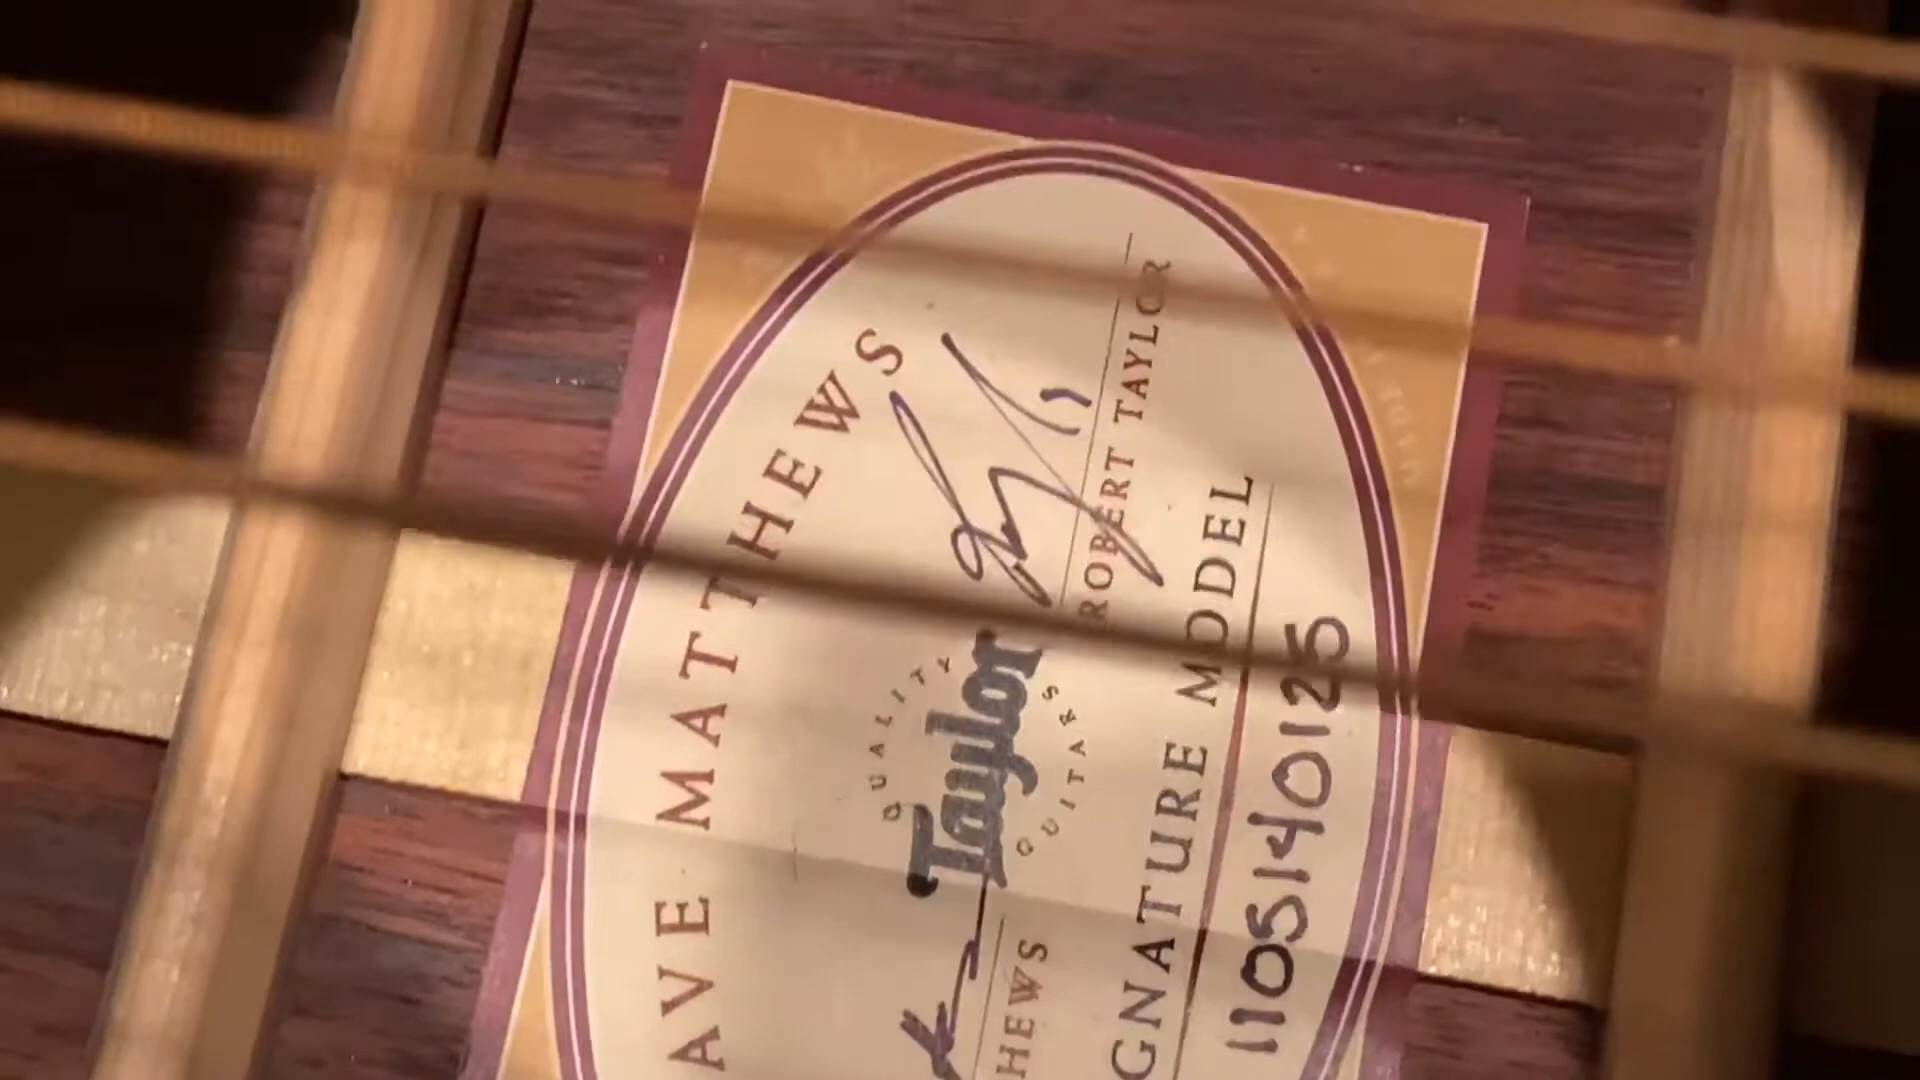 AVE MATTHEWS
QUALITY
Taylor
GUITARS
HEWS
ROBERT TAYLOR
GNATURE MODEL
1105140125